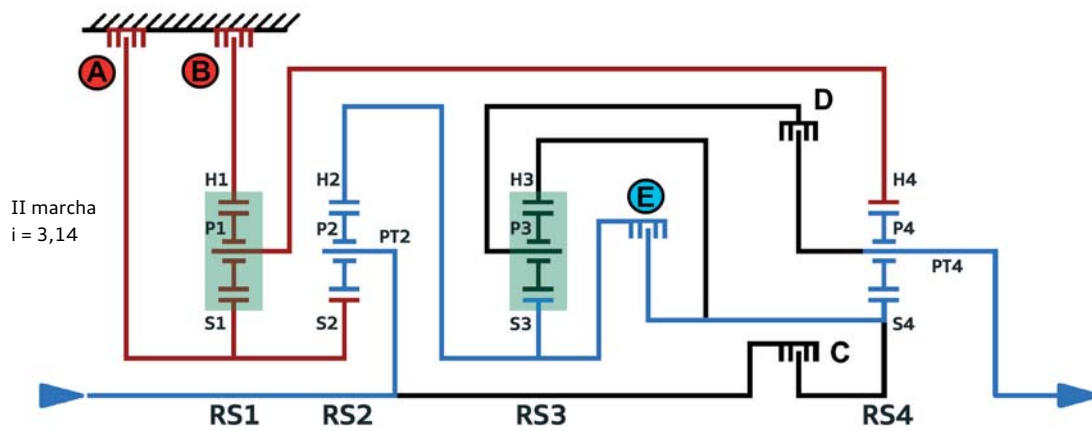 A
B
D
H1
H2
H3
E
H4
II marcha
i = 3,14
P1
P2
PT2
P3
P4
PT4
S1
S2
S3
S4
C
RS1
RS2
RS3
RS4